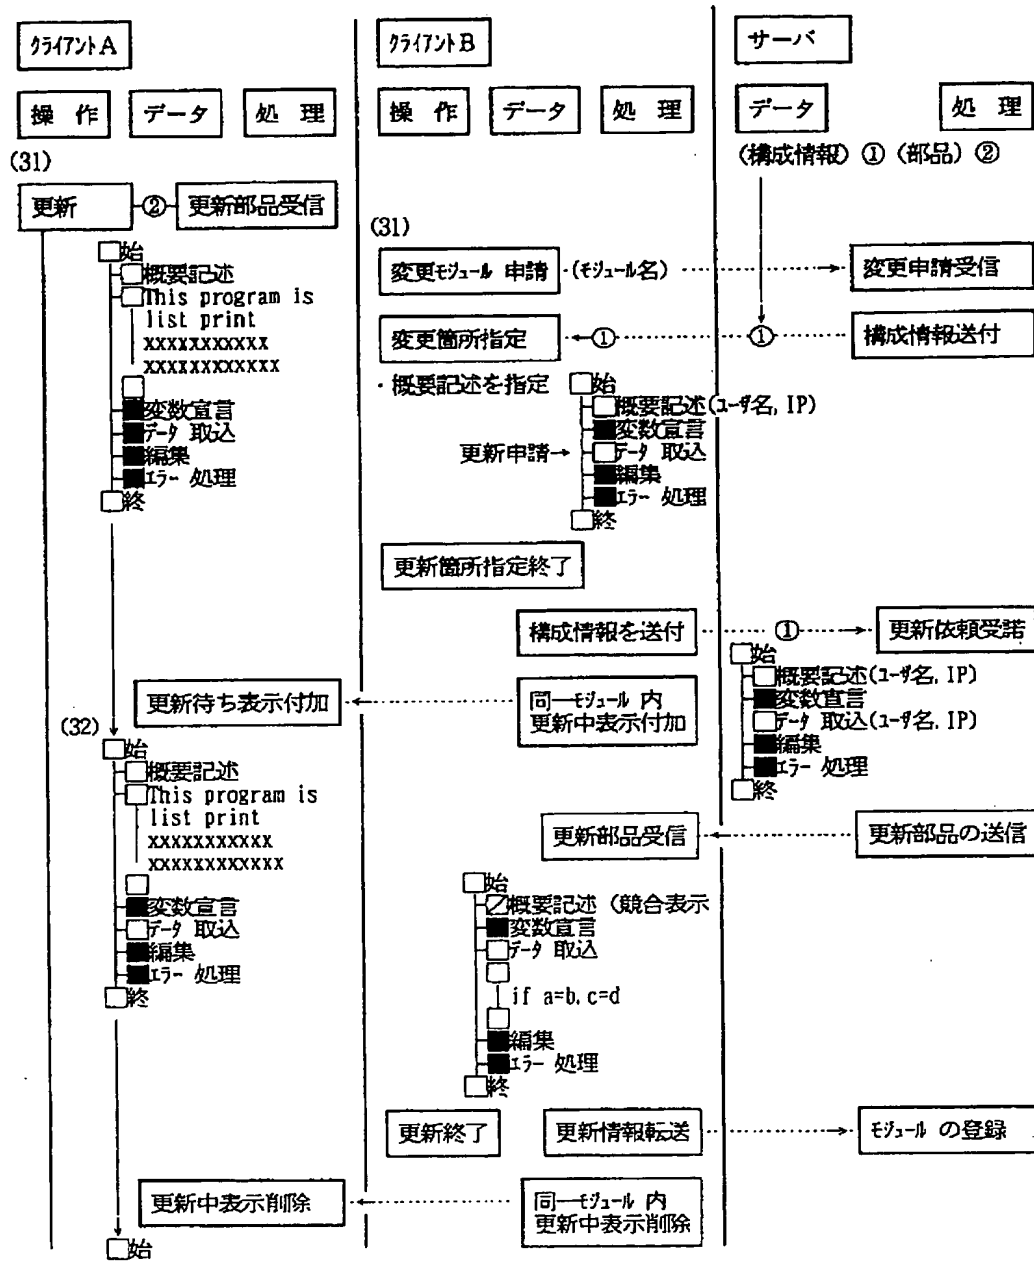 クライアントA
クライアントB
サーバ
操 作
データ
処 理
操 作
データ
処 理
データ
処 理
(31)
(構成情報) ① (部品) ②
更新
②
更新部品受信
始
概要記述
This program is
list print
xxxxxxxxxxx
xxxxxxxxxxxx
変数宣言
データ 取込
編集
エラー 処理
終
(31)
変更モジュール 申請
(モジュール名)
変更申請受信
変更箇所指定
①
①
構成情報送付
・概要記述を指定
始
概要記述(ユーザ名, IP)
変数宣言
更新申請→
データ 取込
編集
エラー 処理
終
更新箇所指定終了
構成情報を送付
①
更新依頼受諾
始
概要記述(ユーザ名, IP)
変数宣言
データ 取込(ユーザ名, IP)
編集
エラー 処理
終
更新待ち表示付加
同一モジュール 内
更新中表示付加
(32)
始
概要記述
This program is
list print
xxxxxxxxxxx
xxxxxxxxxxxx
変数宣言
データ 取込
編集
エラー 処理
終
更新部品受信
更新部品の送信
始
概要記述 (競合表示
変数宣言
データ 取込
if a=b, c=d
編集
エラー 処理
終
更新終了
更新情報転送
モジュール の登録
更新中表示削除
同一モジュール 内
更新中表示削除
始